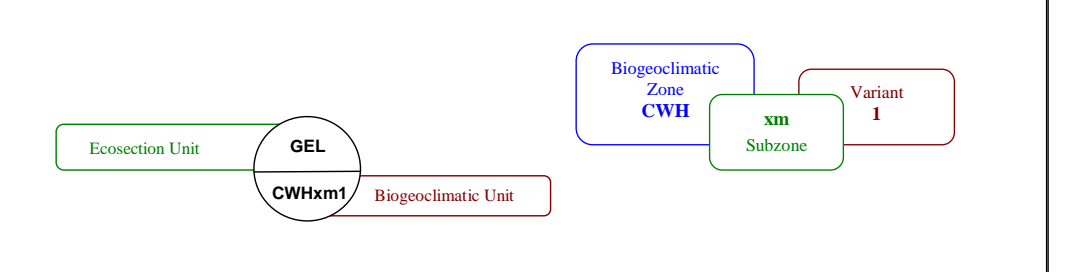 Ecosection Unit
GEL
CWHxm1
Biogeoclimatic Unit
Biogeoclimatic
Zone
CWH
xm
Subzone
Variant
1